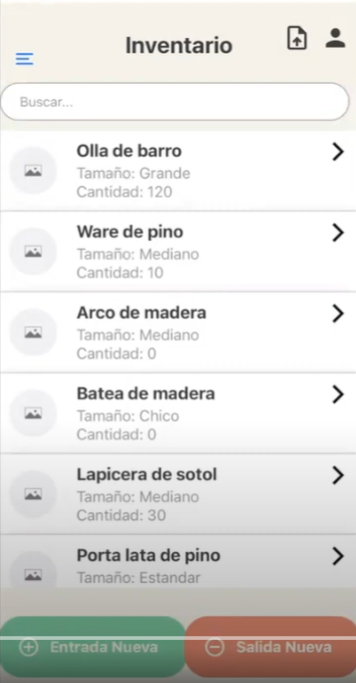 Inventario
Buscar...
Olla de barro
Tamaño: Grande
Cantidad: 120
Ware de pino
Tamaño: Mediano
Cantidad: 10
Arco de madera
Tamaño: Mediano
Cantidad: 0
Batea de madera
Tamaño: Chico
Cantidad: 0
Lapicera de sotol
Tamaño: Mediano
Cantidad: 30
Porta lata de pino
Tamaño: Estandar
Entrada Nueva
Salida Nueva